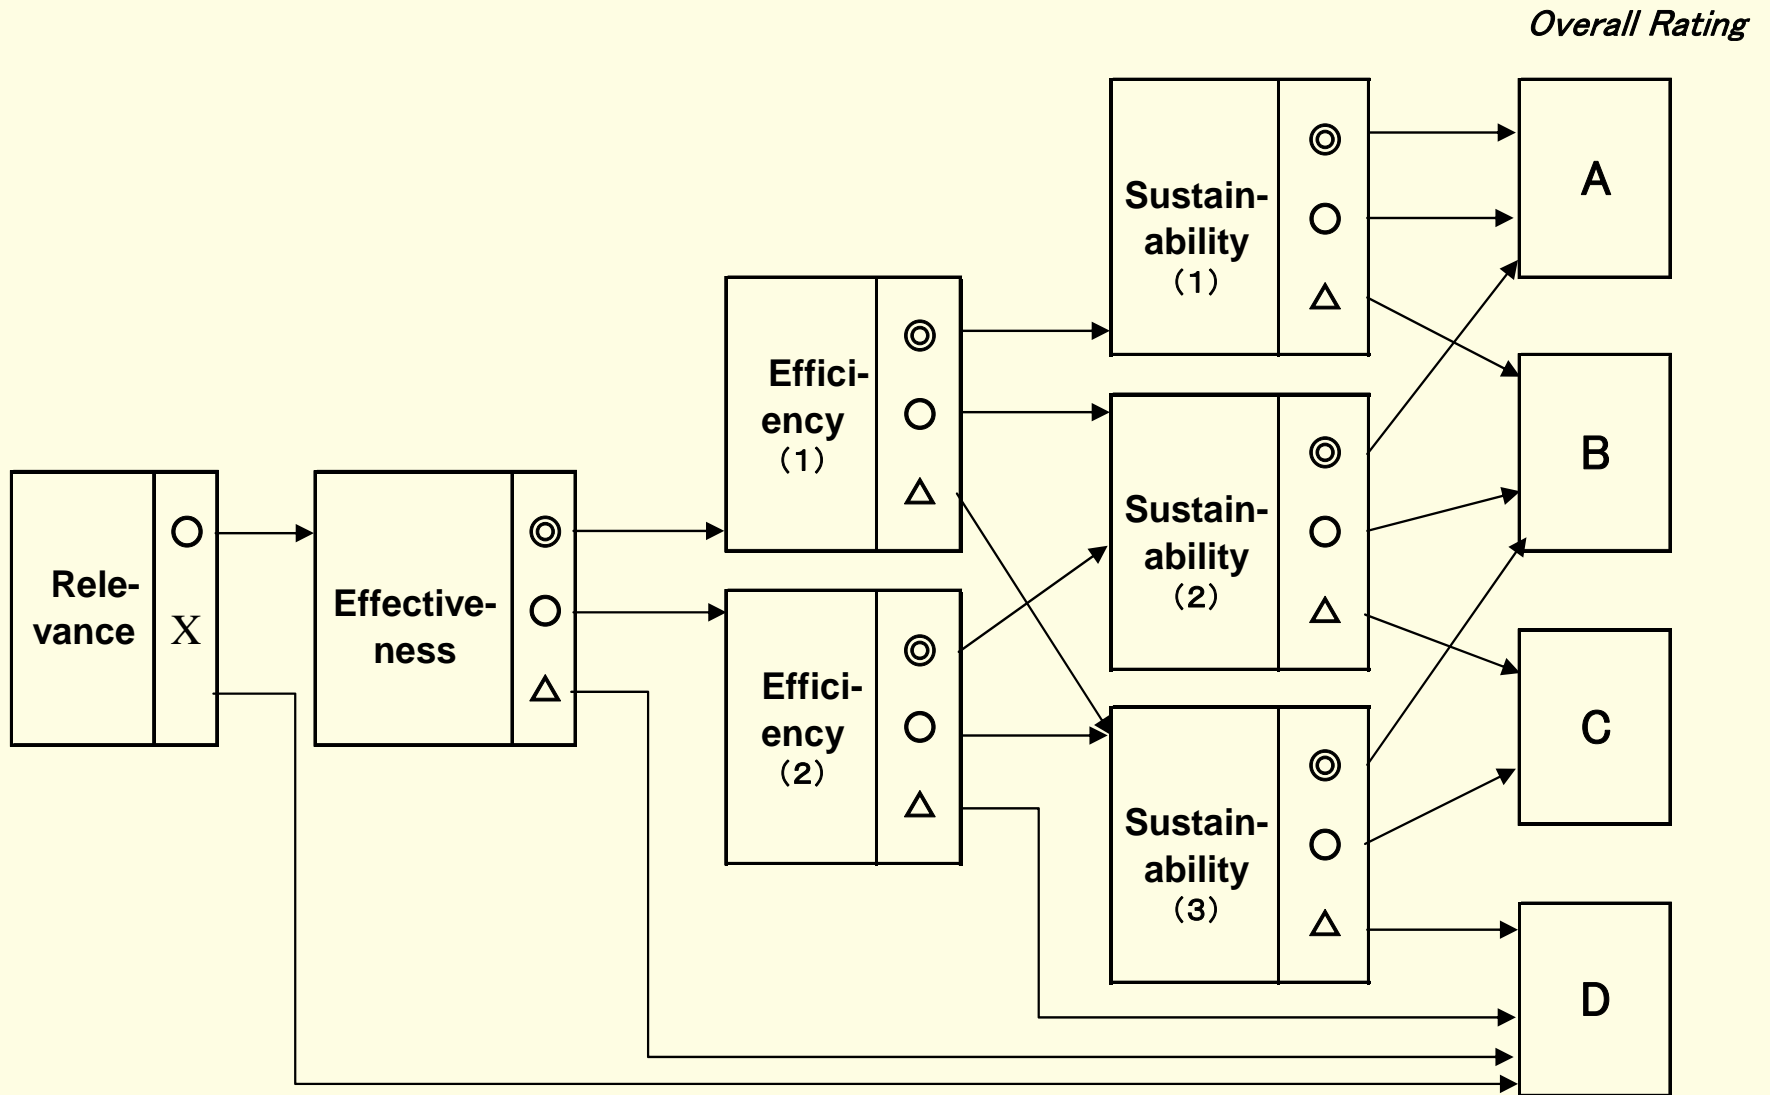 Overall Rating
Rele-
vance
○
X
Effective-
ness
◎
○
△
Effici-
ency
（1）
◎
○
△
Effici-
ency
（2）
◎
○
△
Sustain-
ability
（1）
◎
○
△
Sustain-
ability
（2）
◎
○
△
Sustain-
ability
（3）
◎
○
△
A
B
C
D